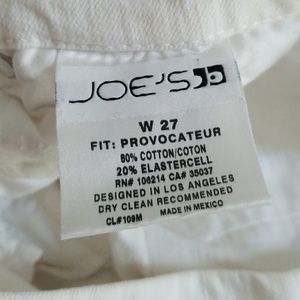 JOE'S
W 27
FIT: PROVOCATEUR
80% COTTON/COTON
20% ELASTERCELL
RN# 106214 CA# 35037
DESIGNED IN LOS ANGELES
DRY CLEAN RECOMMENDED
CL#109M MADE IN MEXICO